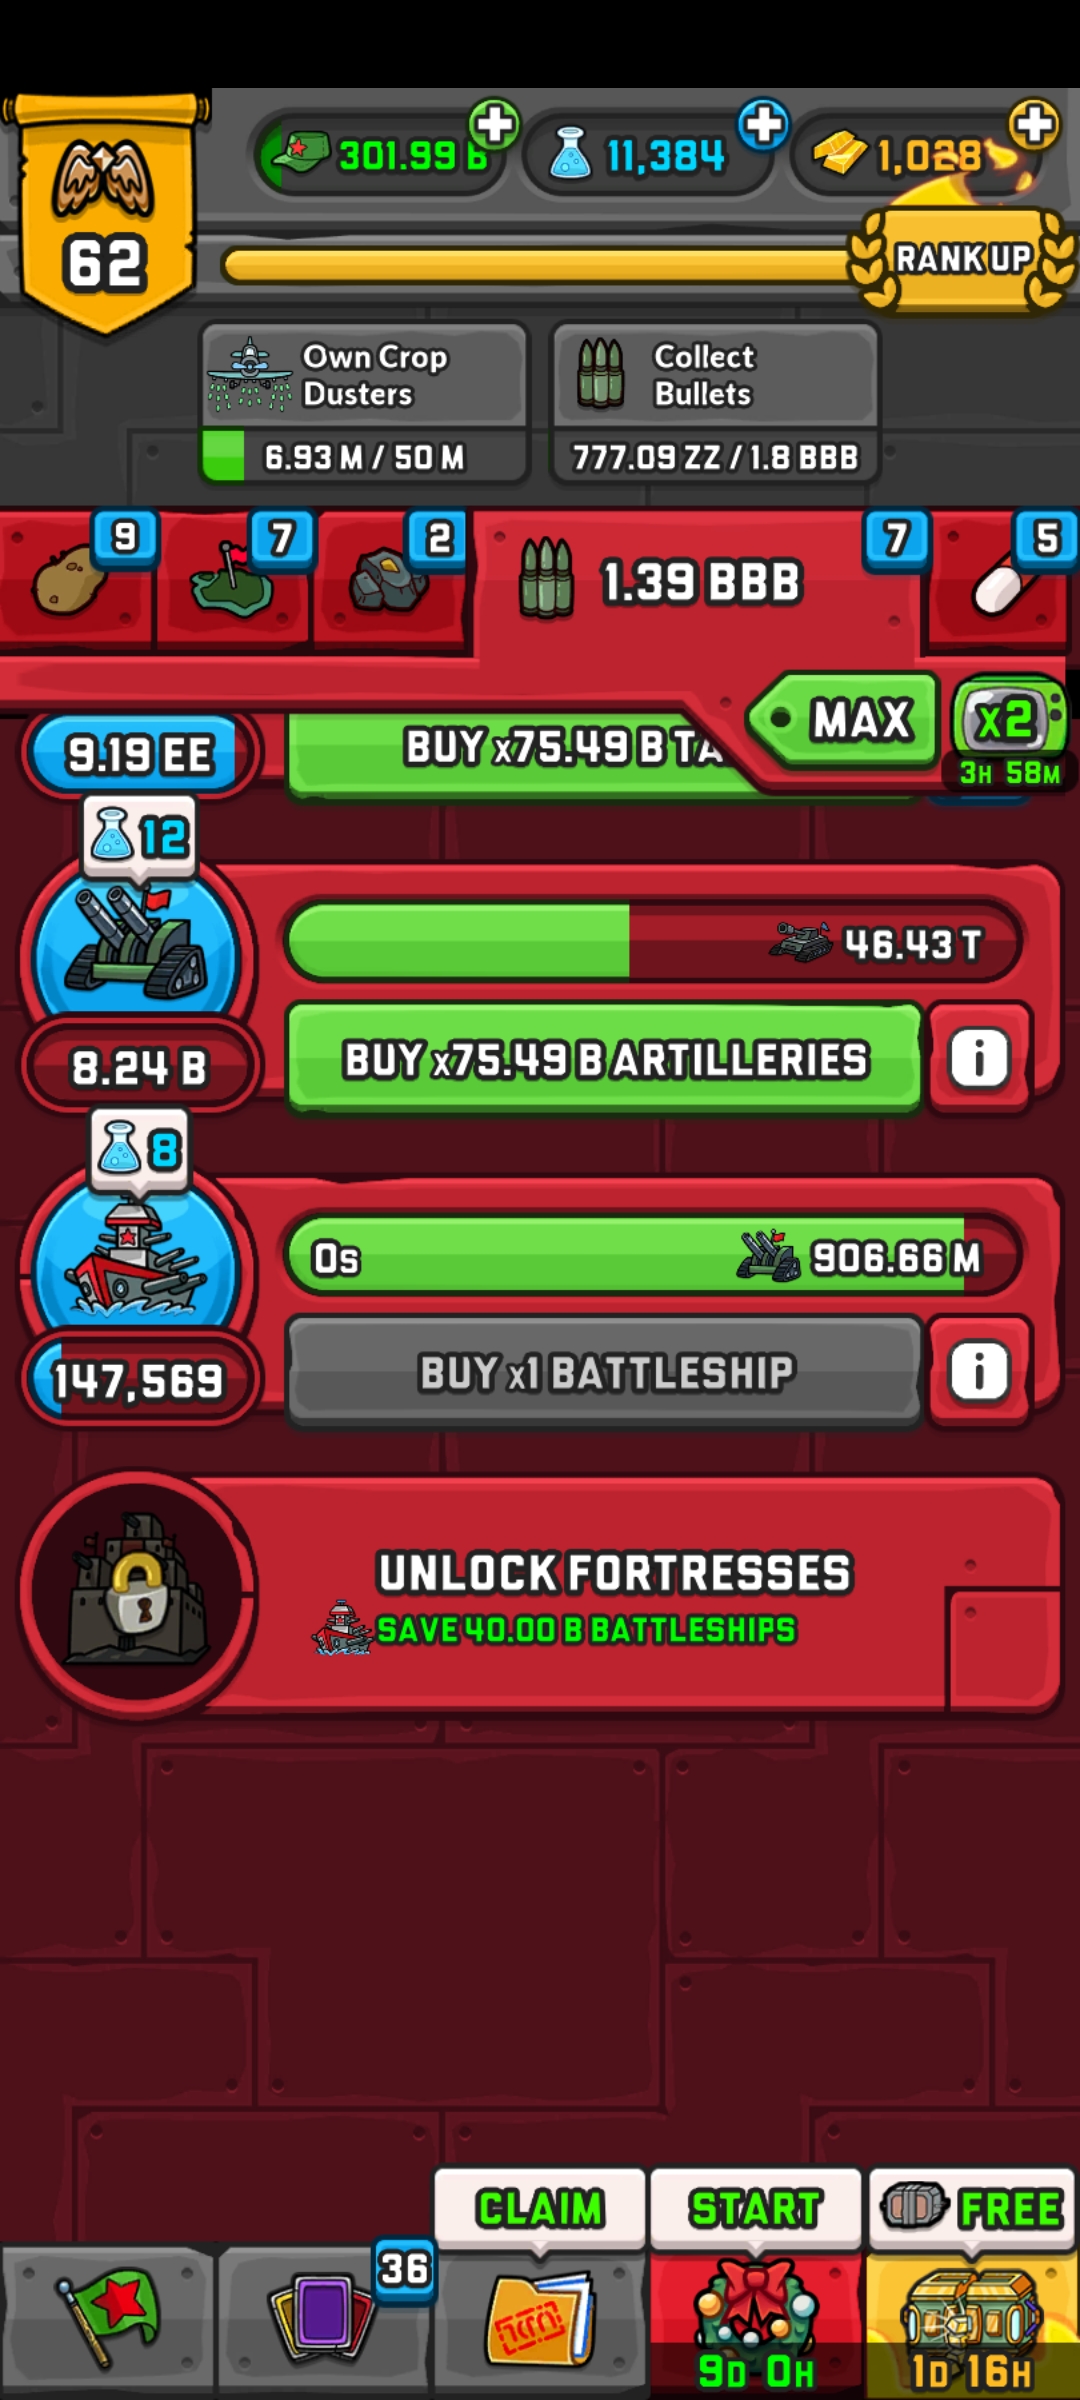 301.99 B
11,384
1,028
62
RANK UP
Own Crop
Dusters
6.93 M / 50 M
Collect
Bullets
777.09 ZZ / 1.8 BBB
9
7
2
1.39 BBB
7
5
MAX
x2
3H 58M
9.19 EE
BUY x75.49 B TA
12
46.43 T
8.24 B
BUY x75.49 B ARTILLERIES
i
8
0s
906.66 M
147,569
BUY x1 BATTLESHIP
i
UNLOCK FORTRESSES
SAVE 40.00 B BATTLESHIPS
CLAIM
START
FREE
36
9D 0H
1D 16H